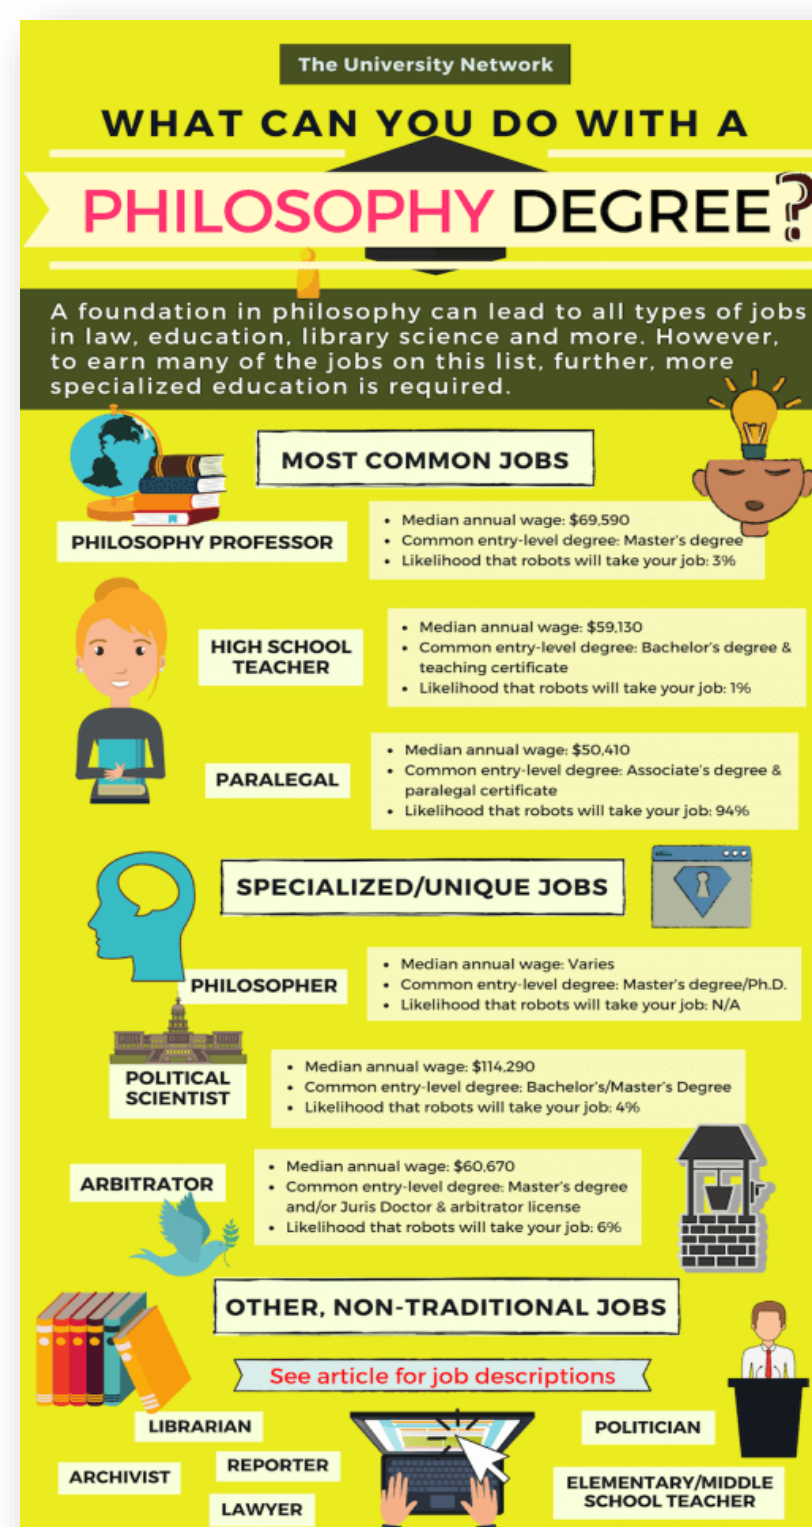 The University Network
WHAT CAN YOU DO WITH A
PHILOSOPHY DEGREE?
A foundation in philosophy can lead to all types of jobs
in law, education, library science and more. However,
to earn many of the jobs on this list, further, more
specialized education is required.
MOST COMMON JOBS
PHILOSOPHY PROFESSOR
• Median annual wage: $69,590
• Common entry-level degree: Master's degree
• Likelihood that robots will take your job: 3%
HIGH SCHOOL
TEACHER
• Median annual wage: $59,130
• Common entry-level degree: Bachelor's degree &
teaching certificate
• Likelihood that robots will take your job: 1%
PARALEGAL
• Median annual wage: $50,410
• Common entry-level degree: Associate's degree &
paralegal certificate
• Likelihood that robots will take your job: 94%
SPECIALIZED/UNIQUE JOBS
PHILOSOPHER
• Median annual wage: Varies
• Common entry-level degree: Master's degree/Ph.D.
• Likelihood that robots will take your job: N/A
POLITICAL
SCIENTIST
• Median annual wage: $114,290
• Common entry-level degree: Bachelor's/Master's Degree
• Likelihood that robots will take your job: 4%
ARBITRATOR
• Median annual wage: $60,670
• Common entry-level degree: Master's degree
and/or Juris Doctor & arbitrator license
• Likelihood that robots will take your job: 6%
OTHER, NON-TRADITIONAL JOBS
See article for job descriptions
LIBRARIAN
ARCHIVIST
REPORTER
LAWYER
POLITICIAN
ELEMENTARY/MIDDLE
SCHOOL TEACHER